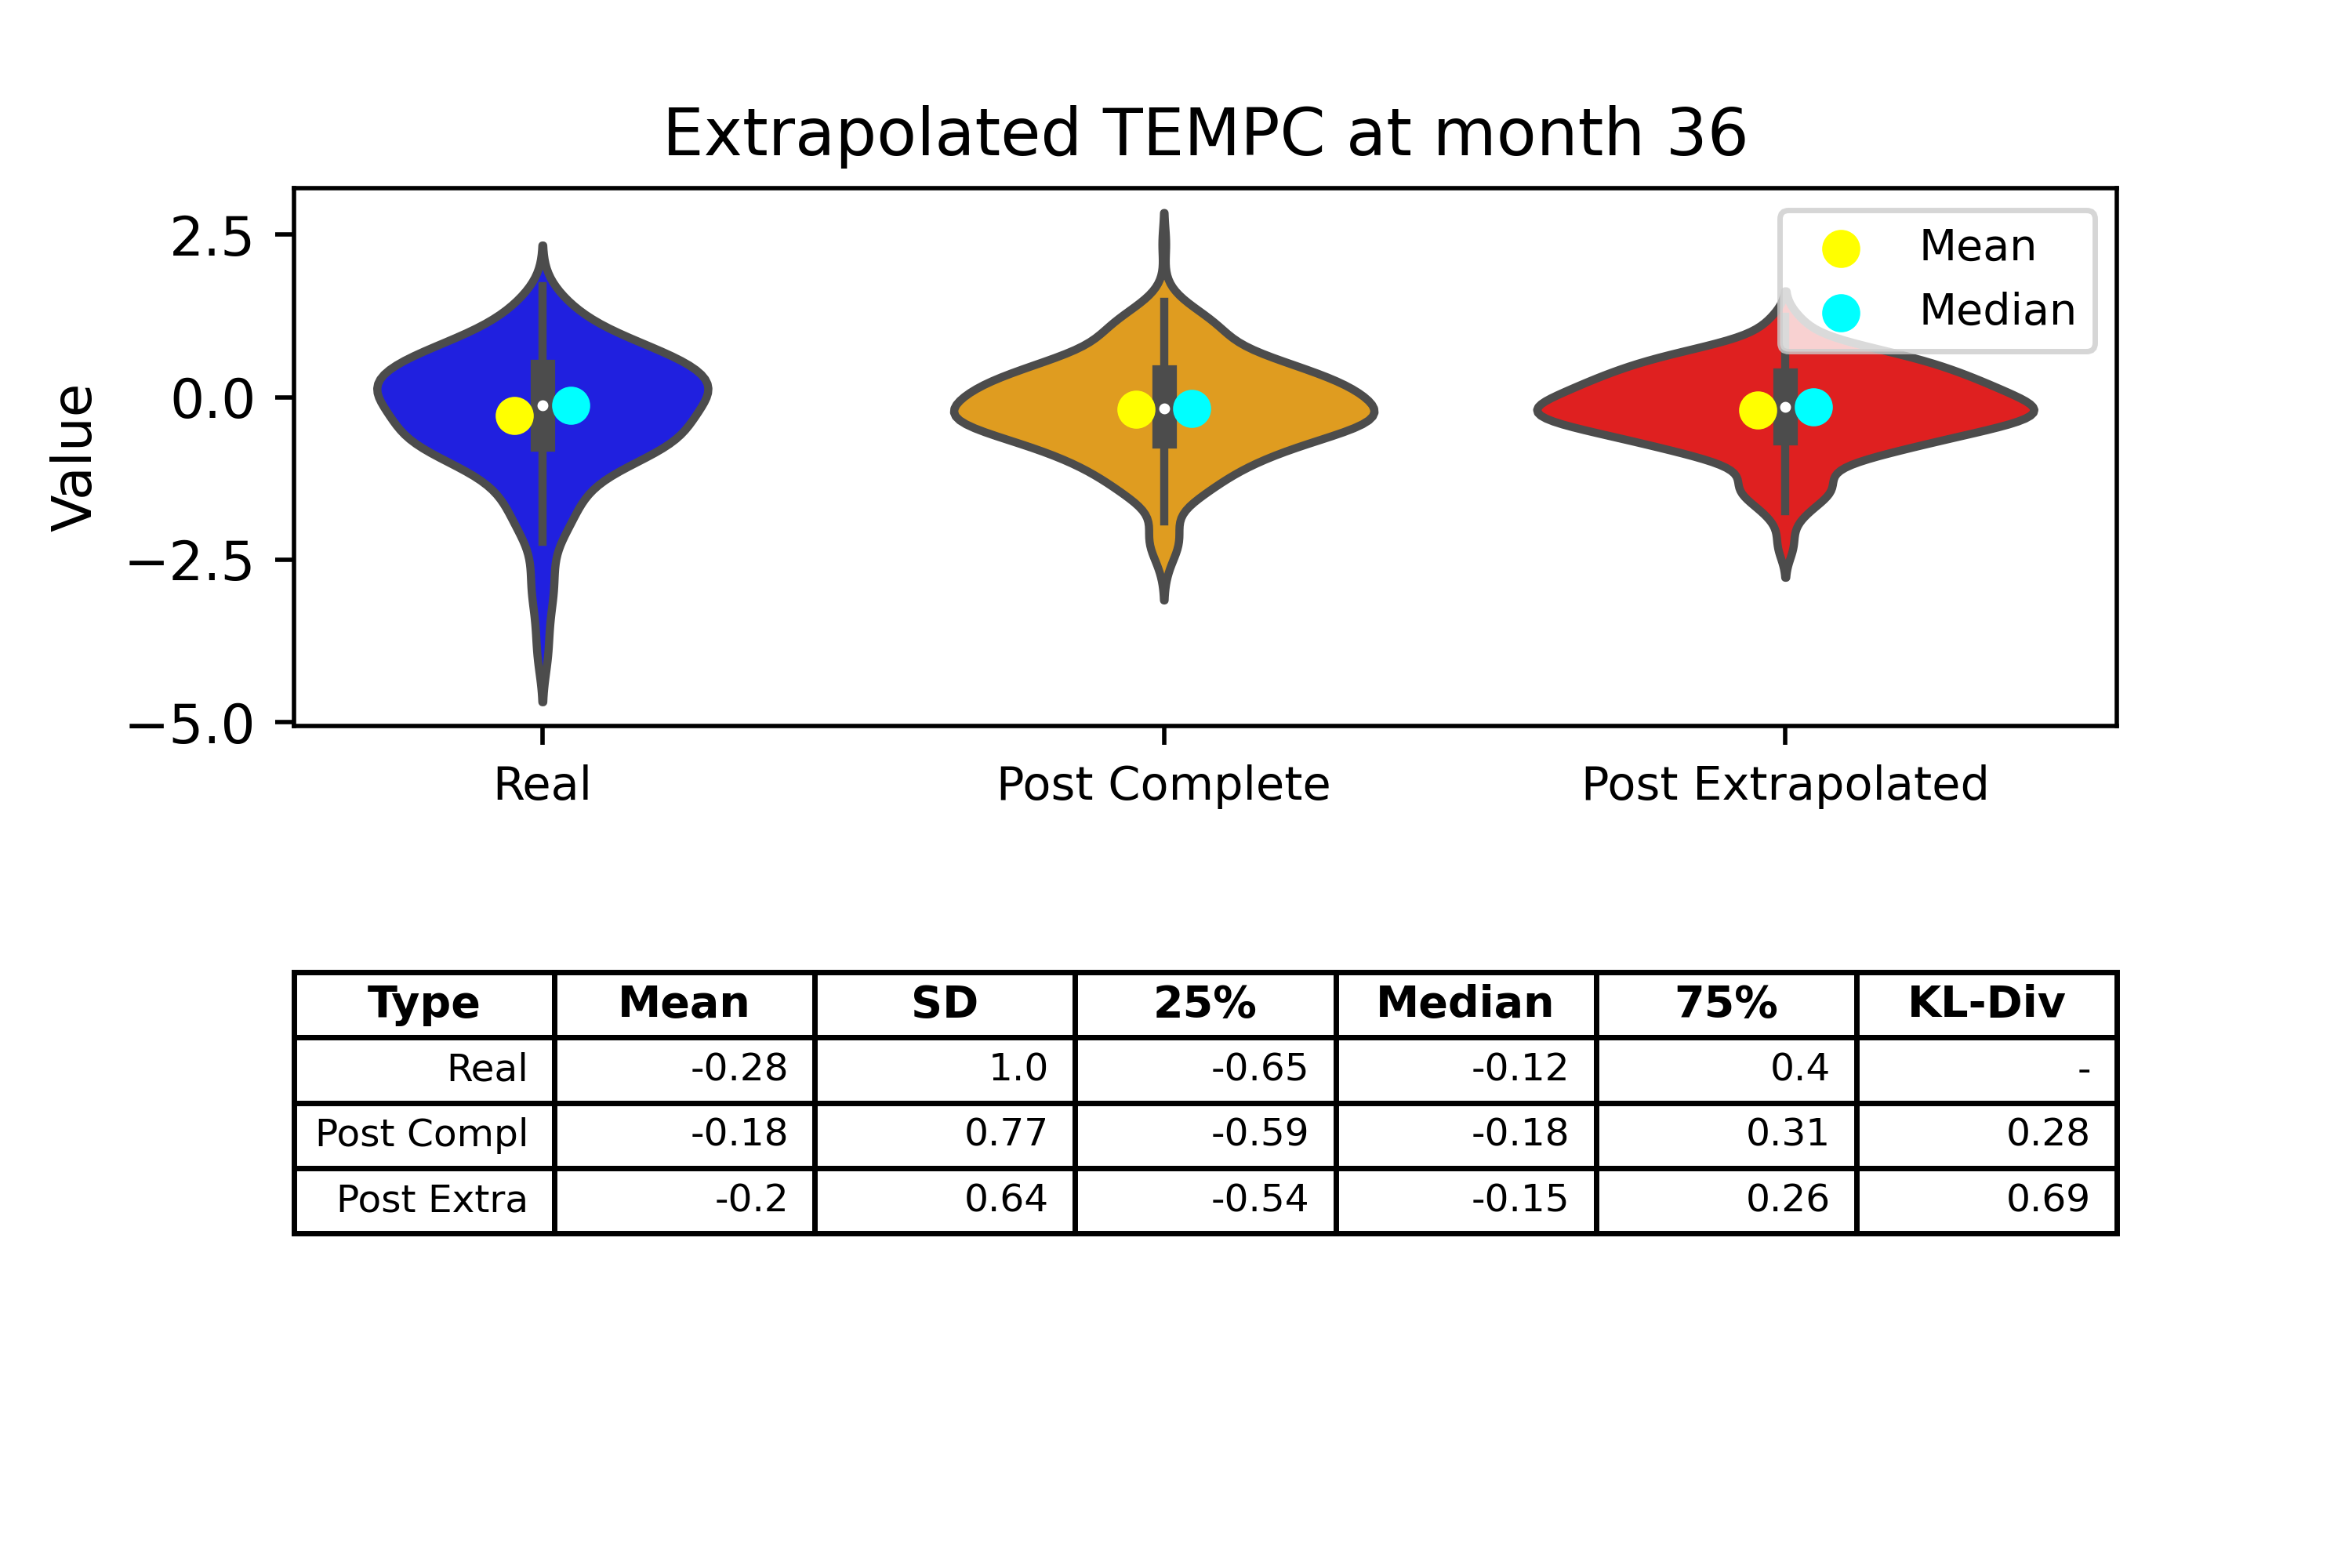 Extrapolated TEMPC at month 36
2.5
0.0
−2.5
−5.0
Value
Mean
Median
Real Post Complete Post Extrapolated
Type Mean SD 25% Median 75% KL-Div
Real -0.28 1.0 -0.65 -0.12 0.4 -
Post Compl -0.18 0.77 -0.59 -0.18 0.31 0.28
Post Extra -0.2 0.64 -0.54 -0.15 0.26 0.69